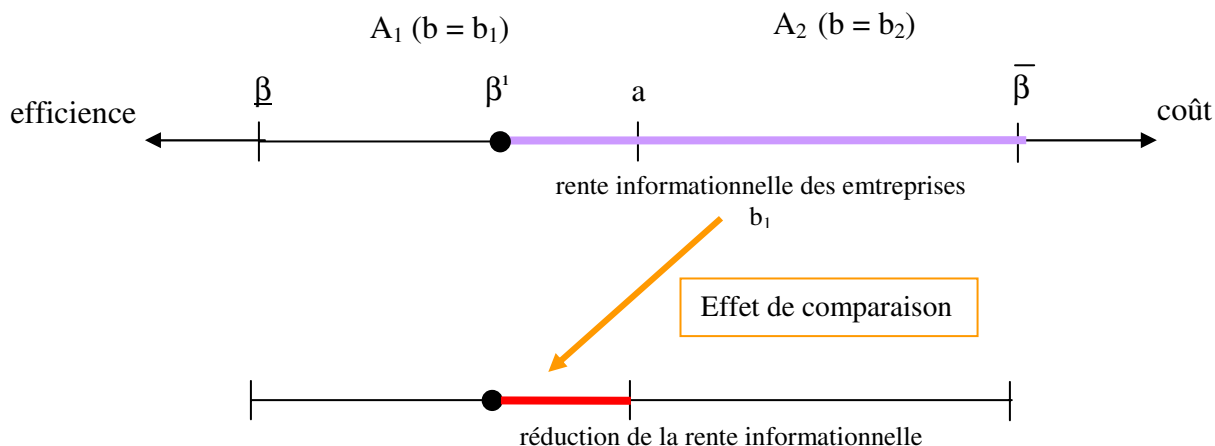 A₁ (b = b₁)
A₂ (b = b₂)
efficience
β
β¹
a
β̅
coût
rente informationnelle des emtreprises
b₁
Effet de comparaison
réduction de la rente informationnelle